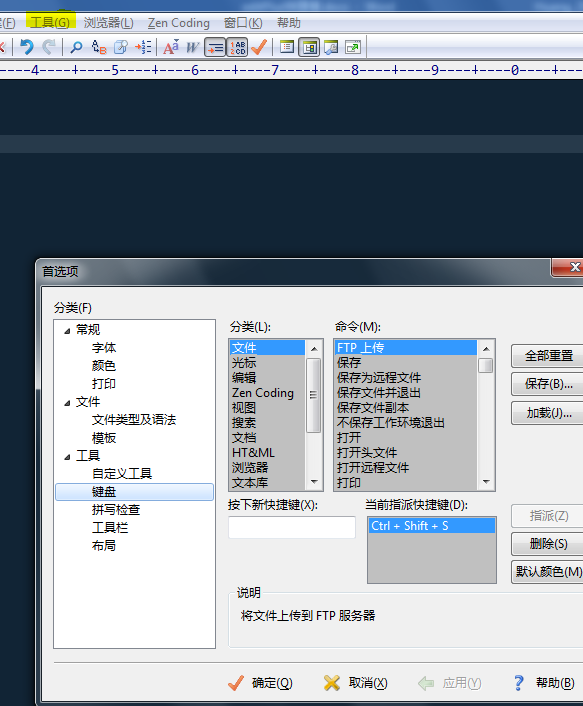 (F) 工具(G) 浏览器(L) Zen Coding 窗口(K) 帮助
----4----+----5----+----6----+----7----+----8----+----9----+----0----+----
首选项
分类(F)
常规
字体
颜色
打印
文件
文件类型及语法
模板
工具
自定义工具
键盘
拼写检查
工具栏
布局
分类(L):
文件
光标
编辑
Zen Coding
视图
搜索
文档
HT&ML
浏览器
文本库
命令(M):
FTP 上传
保存
保存为远程文件
保存文件并退出
保存文件副本
不保存工作环境退出
打开
打开头文件
打开远程文件
打印
全部重置
保存(B)...
加载(J)...
按下新快捷键(X):
当前指派快捷键(D):
Ctrl + Shift + S
指派(Z)
删除(S)
默认颜色(M)
说明
将文件上传到 FTP 服务器
确定(Q) 取消(X) 应用(Y) 帮助(B)